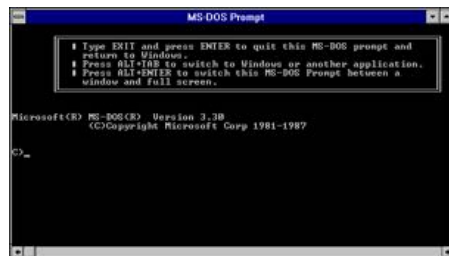 MS-DOS Prompt
Type EXIT and press ENTER to quit this MS-DOS prompt and
return to Windows.
Press ALT+TAB to switch to Windows or another application.
Press ALT+ENTER to switch this MS-DOS Prompt between a
window and full screen.
Microsoft(R) MS-DOS(R) Version 3.30
(C)Copyright Microsoft Corp 1981-1987
C>_